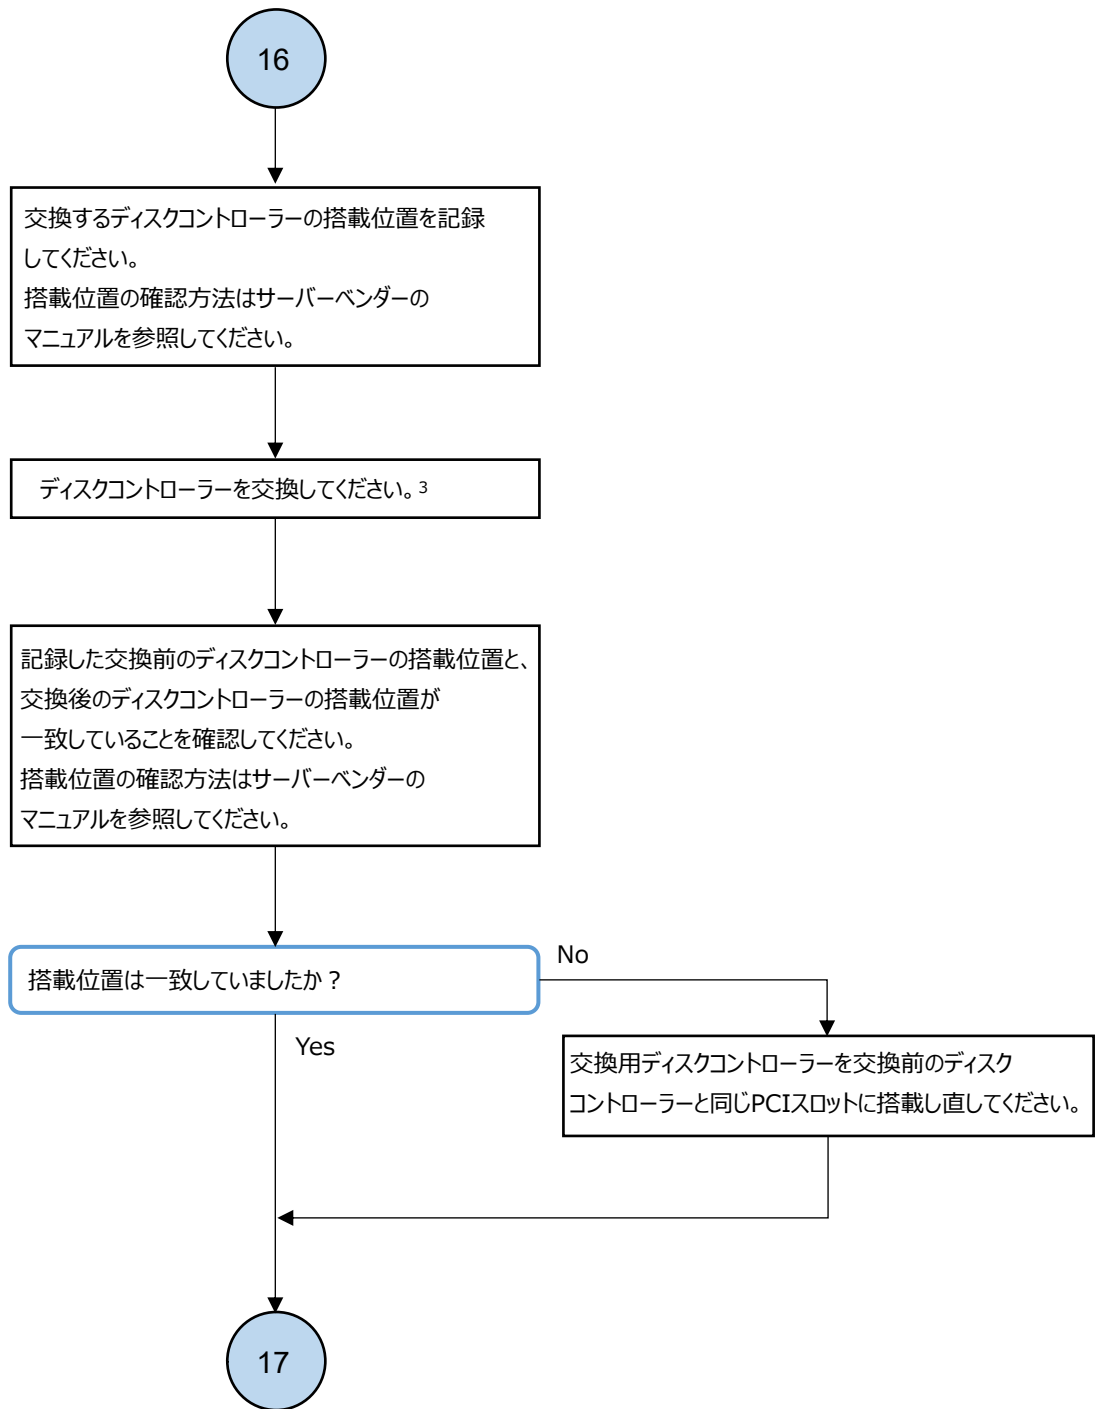 16
交換するディスクコントローラーの搭載位置を記録
してください。
搭載位置の確認方法はサーバーベンダーの
マニュアルを参照してください。
ディスクコントローラーを交換してください。3
記録した交換前のディスクコントローラーの搭載位置と、
交換後のディスクコントローラーの搭載位置が
一致していることを確認してください。
搭載位置の確認方法はサーバーベンダーの
マニュアルを参照してください。
搭載位置は一致していましたか？
No
Yes
交換用ディスクコントローラーを交換前のディスク
コントローラーと同じPCIスロットに搭載し直してください。
17